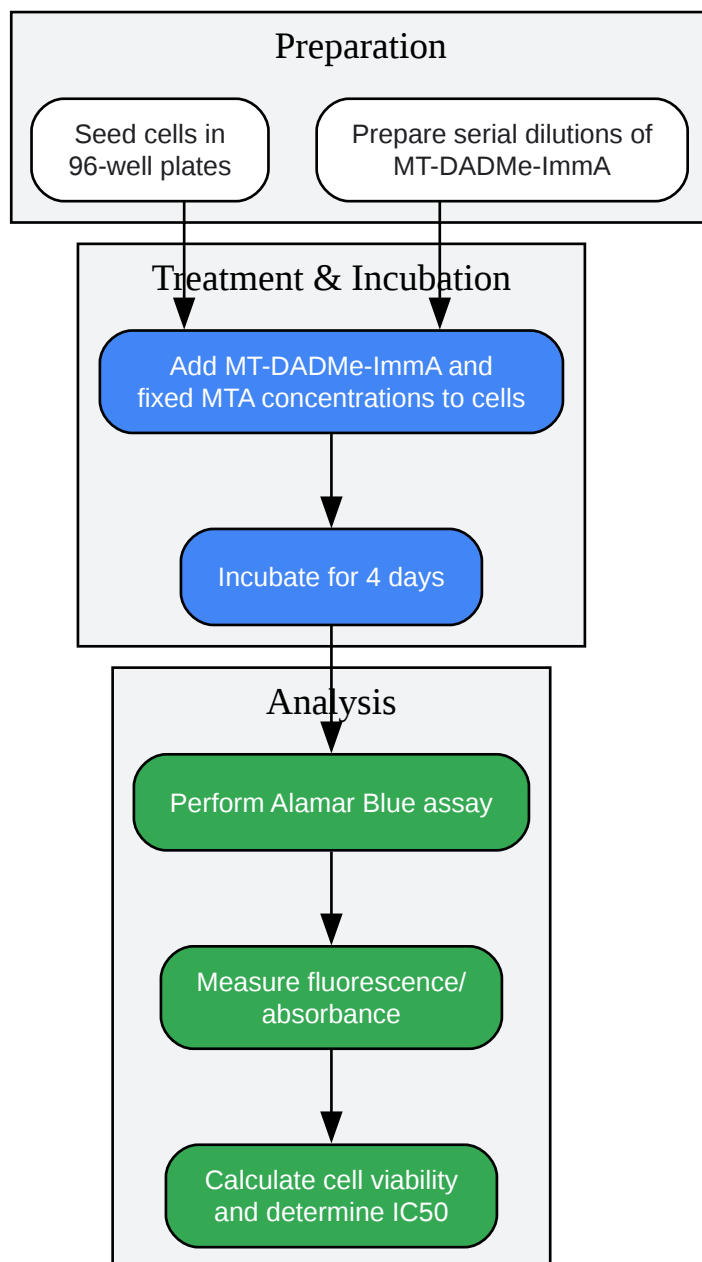 Preparation
Seed cells in
96-well plates
Prepare serial dilutions of
MT-DADMe-ImmA
Treatment & Incubation
Add MT-DADMe-ImmA and
fixed MTA concentrations to cells
Incubate for 4 days
Analysis
Perform Alamar Blue assay
Measure fluorescence/
absorbance
Calculate cell viability
and determine IC50